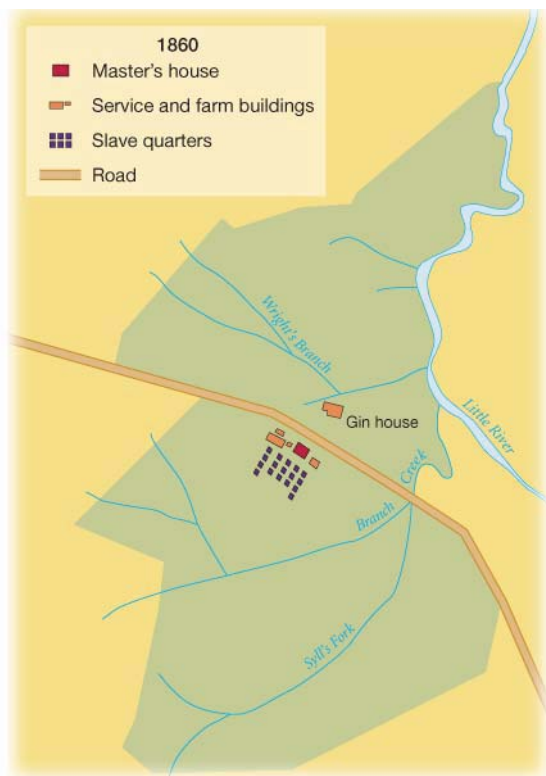 1860
Master's house
Service and farm buildings
Slave quarters
Road
Wright's Branch
Gin house
Little River
Branch Creek
Syll's Fork